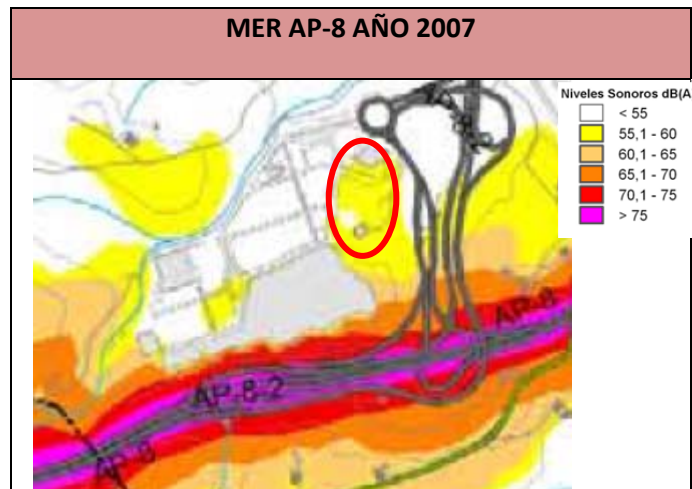 MER AP-8 AÑO 2007
Niveles Sonoros dB(A
< 55
55,1 - 60
60,1 - 65
65,1 - 70
70,1 - 75
> 75
AP-8
AP-8-2
AP-8